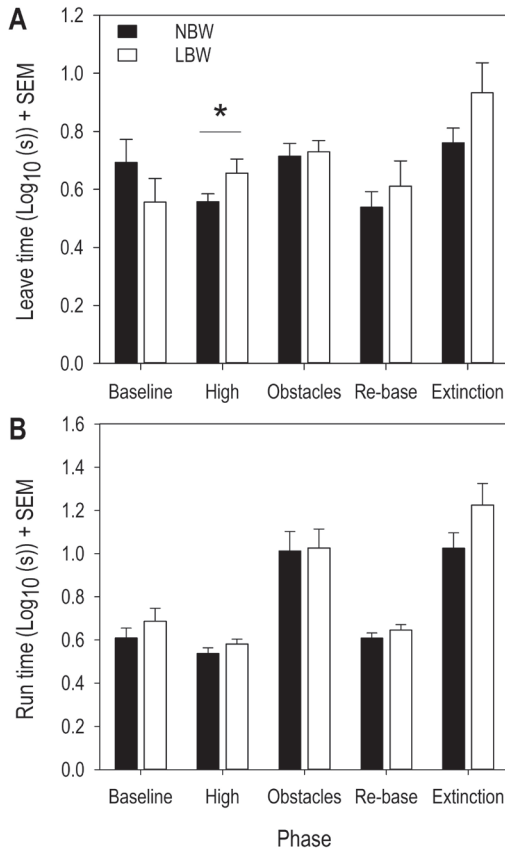 A
NBW
LBW
*
Leave time (Log10 (s)) + SEM
1.2
1.0
0.8
0.6
0.4
0.2
0.0
Baseline High Obstacles Re-base Extinction
B
Run time (Log10 (s)) + SEM
1.6
1.4
1.2
1.0
0.8
0.6
0.4
0.2
0.0
Baseline High Obstacles Re-base Extinction
Phase